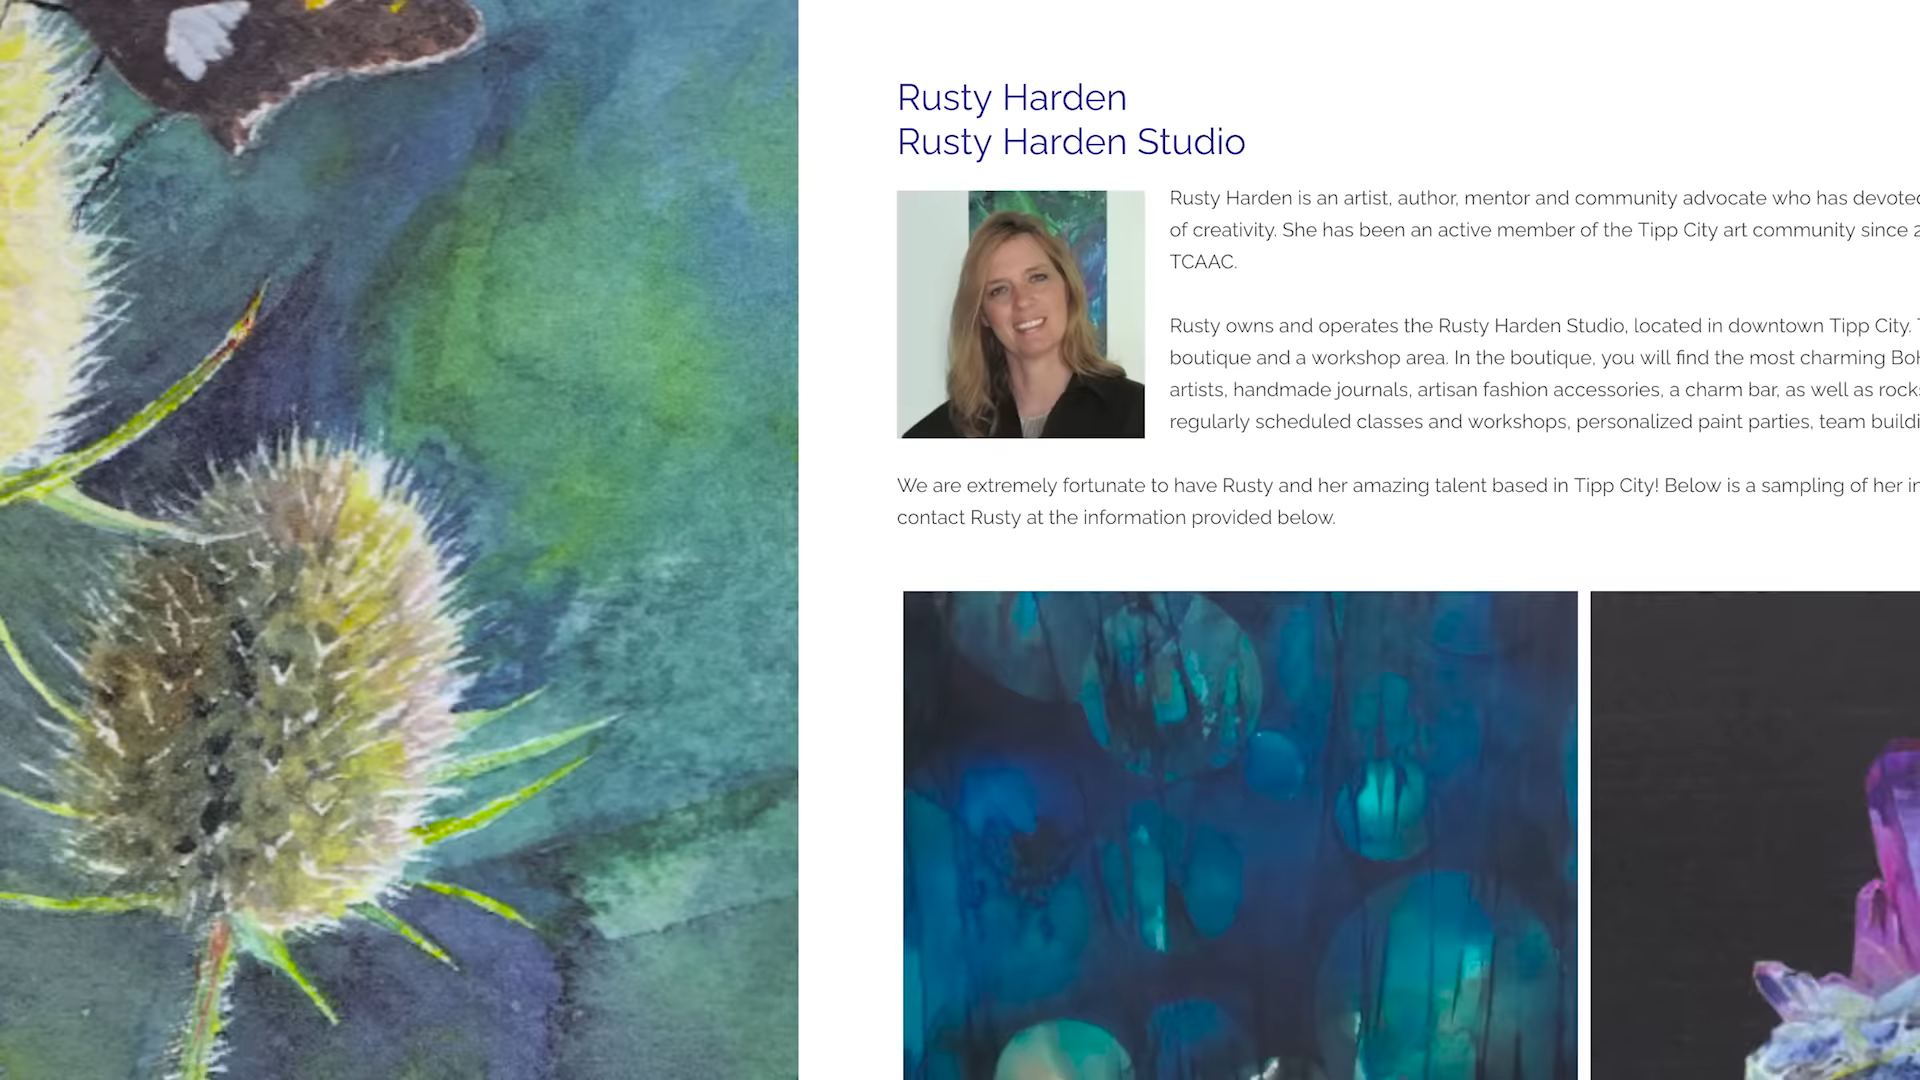 Rusty Harden
Rusty Harden Studio
Rusty Harden is an artist, author, mentor and community advocate who has devoted
of creativity. She has been an active member of the Tipp City art community since
TCAAC.
Rusty owns and operates the Rusty Harden Studio, located in downtown Tipp City.
boutique and a workshop area. In the boutique, you will find the most charming
artists, handmade journals, artisan fashion accessories, a charm bar, as well as rocks
regularly scheduled classes and workshops, personalized paint parties, team
We are extremely fortunate to have Rusty and her amazing talent based in Tipp City! Below is a sampling of her
contact Rusty at the information provided below.